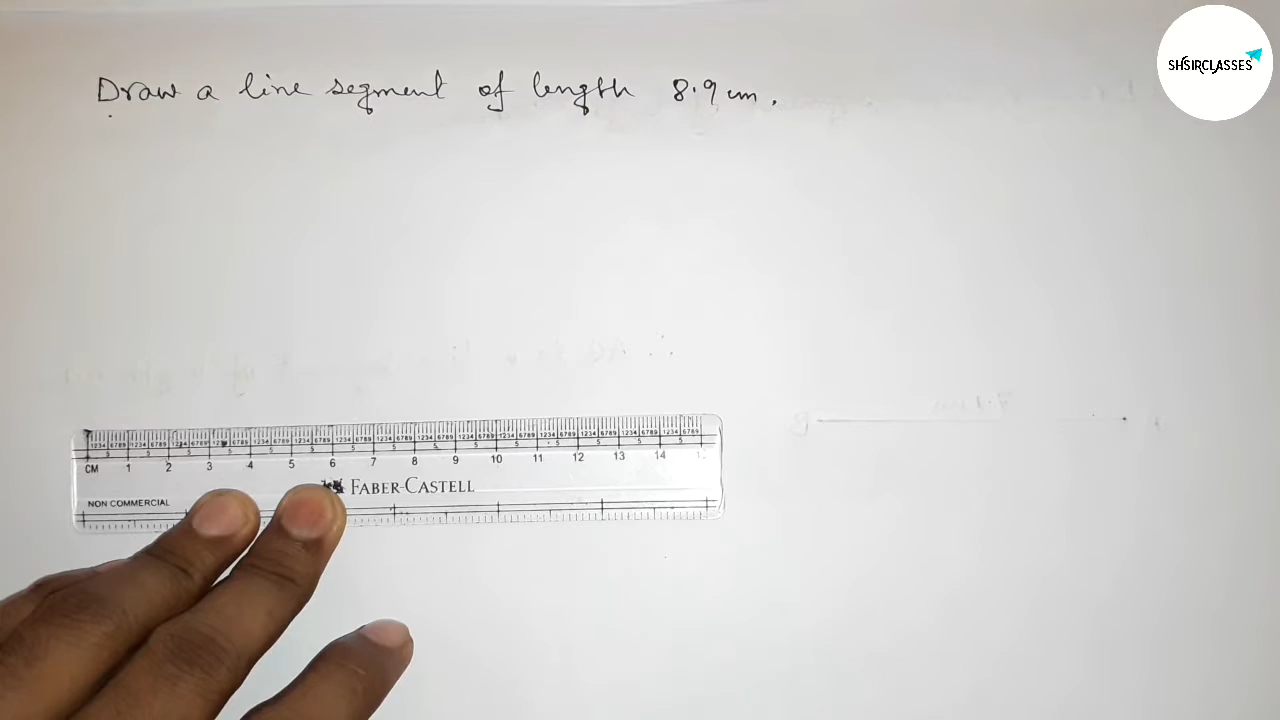 SHSIRCLASSES
Draw a line segment of length 8.9 cm.
CM 1 2 3 4 5 6 7 8 9 10 11 12 13 14
FABER-CASTELL
NON COMMERCIAL